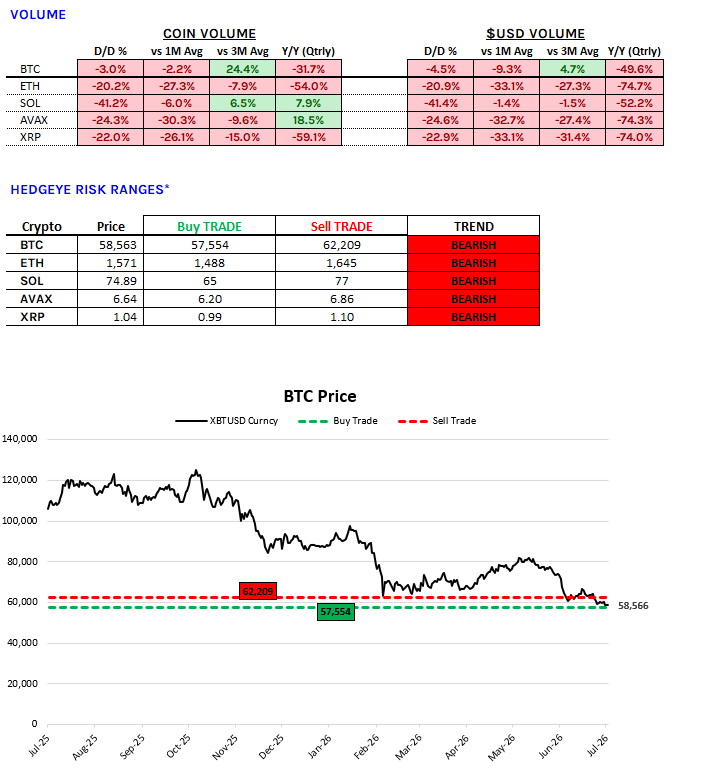 VOLUME
COIN VOLUME $USD VOLUME
D/D % vs 1M Avg vs 3M Avg Y/Y (Qtrly) D/D % vs 1M Avg vs 3M Avg Y/Y (Qtrly)
BTC -3.0% -2.2% 24.4% -31.7% -4.5% -9.3% 4.7% -49.6%
ETH -20.2% -27.3% -7.9% -54.0% -20.9% -33.1% -27.3% -74.7%
SOL -41.2% -6.0% 6.5% 7.9% -41.4% -1.4% -1.5% -52.2%
AVAX -24.3% -30.3% -9.6% 18.5% -24.6% -32.7% -27.4% -74.3%
XRP -22.0% -26.1% -15.0% -59.1% -22.9% -33.1% -31.4% -74.0%
HEDGEYE RISK RANGES*
Crypto Price Buy TRADE Sell TRADE TREND
BTC 58,563 57,554 62,209 BEARISH
ETH 1,571 1,488 1,645 BEARISH
SOL 74.89 65 77 BEARISH
AVAX 6.64 6.20 6.86 BEARISH
XRP 1.04 0.99 1.10 BEARISH
BTC Price
XBTUSD Curncy Buy Trade Sell Trade
140,000
120,000
100,000
80,000
60,000
40,000
20,000
0
62,209
57,554
58,566
Jul-25 Aug-25 Sep-25 Oct-25 Nov-25 Dec-25 Jan-26 Feb-26 Mar-26 Apr-26 May-26 Jun-26 Jul-26